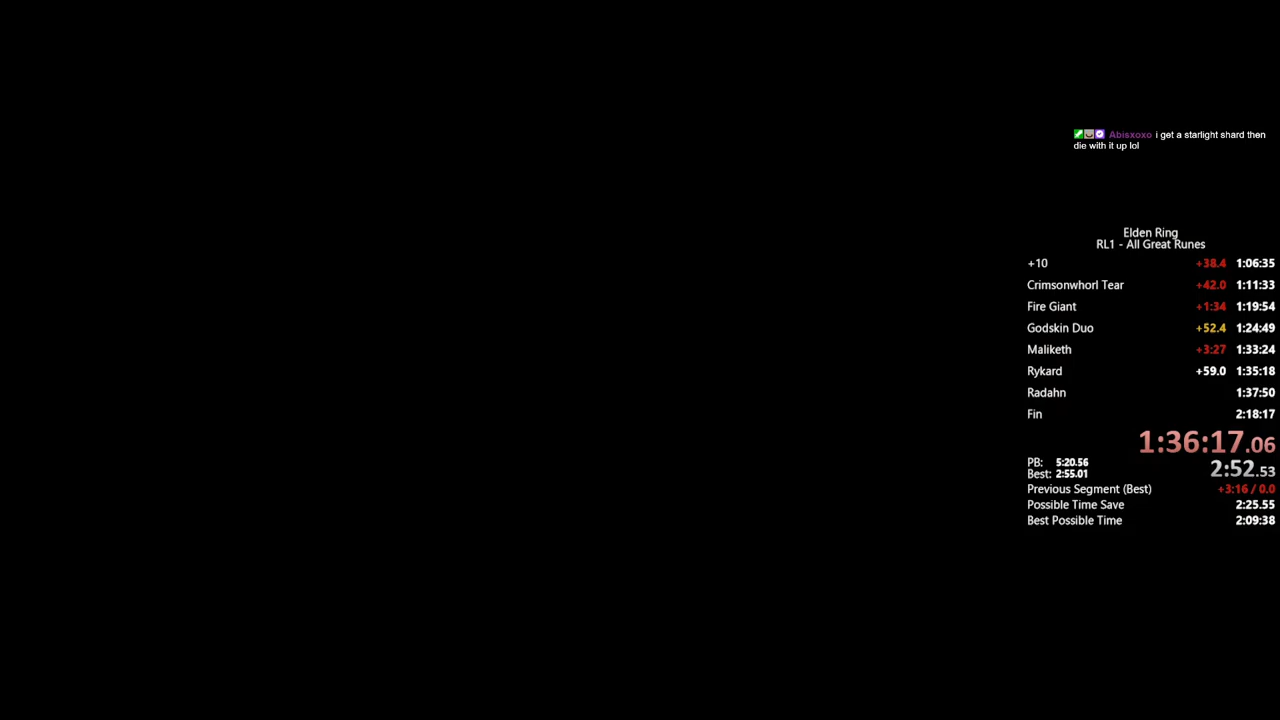 Abisxoxo i get a starlight shard then
die with it up lol
Elden Ring
RL1 - All Great Runes
+10 +38.4 1:06:35
Crimsonwhorl Tear +42.0 1:11:33
Fire Giant +1:34 1:19:54
Godskin Duo +52.4 1:24:49
Maliketh +3:27 1:33:24
Rykard +59.0 1:35:18
Radahn 1:37:50
Fin 2:18:17
1:36:17.06
PB: 5:20.56
2:52.53
Best: 2:55.01
Previous Segment (Best) +3:16 / 0.0
Possible Time Save 2:25.55
Best Possible Time 2:09:38